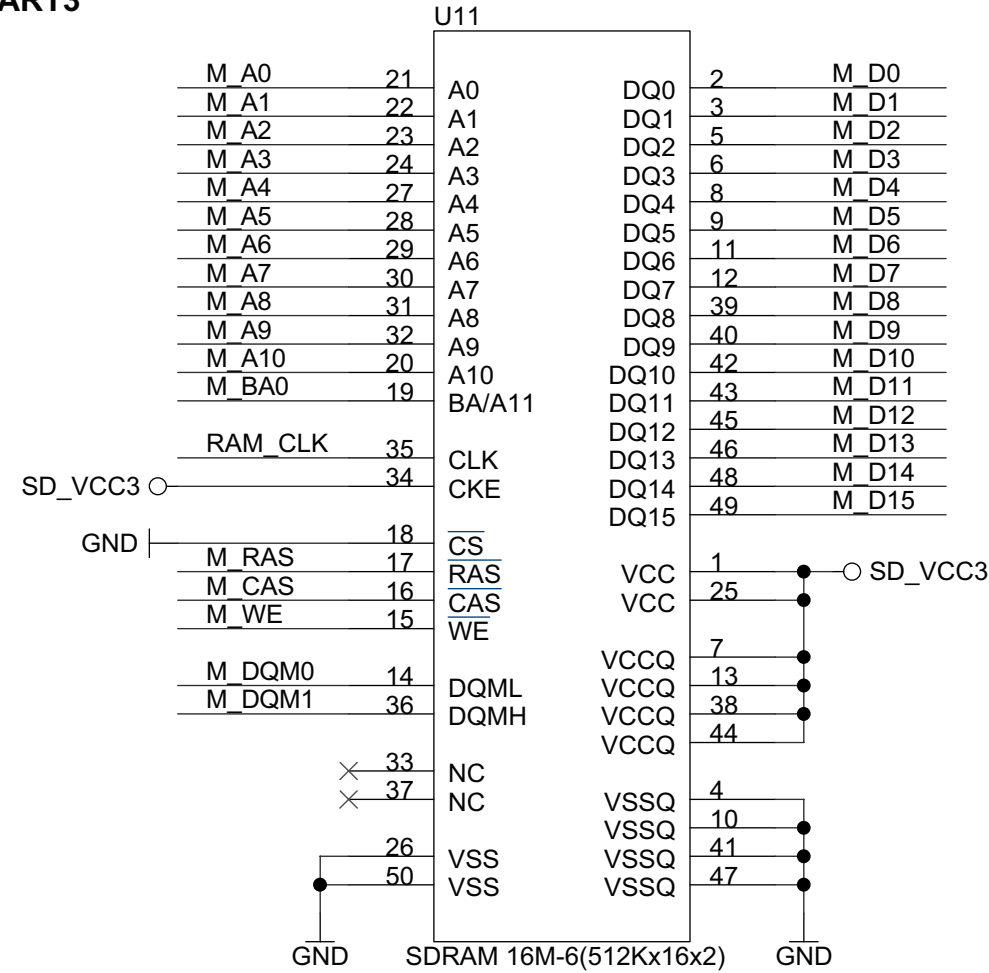 ART3
U11
M_A0 21 A0 DQ0 2 M_D0
M_A1 22 A1 DQ1 3 M_D1
M_A2 23 A2 DQ2 5 M_D2
M_A3 24 A3 DQ3 6 M_D3
M_A4 27 A4 DQ4 8 M_D4
M_A5 28 A5 DQ5 9 M_D5
M_A6 29 A6 DQ6 11 M_D6
M_A7 30 A7 DQ7 12 M_D7
M_A8 31 A8 DQ8 39 M_D8
M_A9 32 A9 DQ9 40 M_D9
M_A10 20 A10 DQ10 42 M_D10
M_BA0 19 BA/A11 DQ11 43 M_D11
DQ12 45 M_D12
RAM_CLK 35 CLK DQ13 46 M_D13
SD_VCC3 34 CKE DQ14 48 M_D14
DQ15 49 M_D15
GND 18 CS
M_RAS 17 RAS VCC 1 SD_VCC3
M_CAS 16 CAS VCC 25
M_WE 15 WE
VCCQ 7
M_DQM0 14 DQML VCCQ 13
M_DQM1 36 DQMH VCCQ 38
VCCQ 44
33 NC
37 NC VSSQ 4
VSSQ 10
26 VSS VSSQ 41
50 VSS VSSQ 47
GND SDRAM 16M-6(512Kx16x2) GND